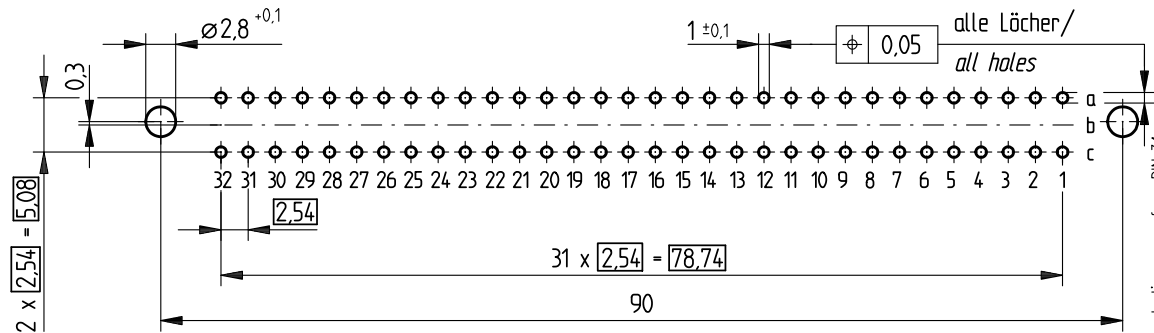 ⌀2,8 +0,1
1 ±0,1
⌖ 0,05
alle Löcher/
all holes
0,3
a
b
c
32 31 30 29 28 27 26 25 24 23 22 21 20 19 18 17 16 15 14 13 12 11 10 9 8 7 6 5 4 3 2 1
2,54
2 x 2,54 = 5,08
31 x 2,54 = 78,74
90